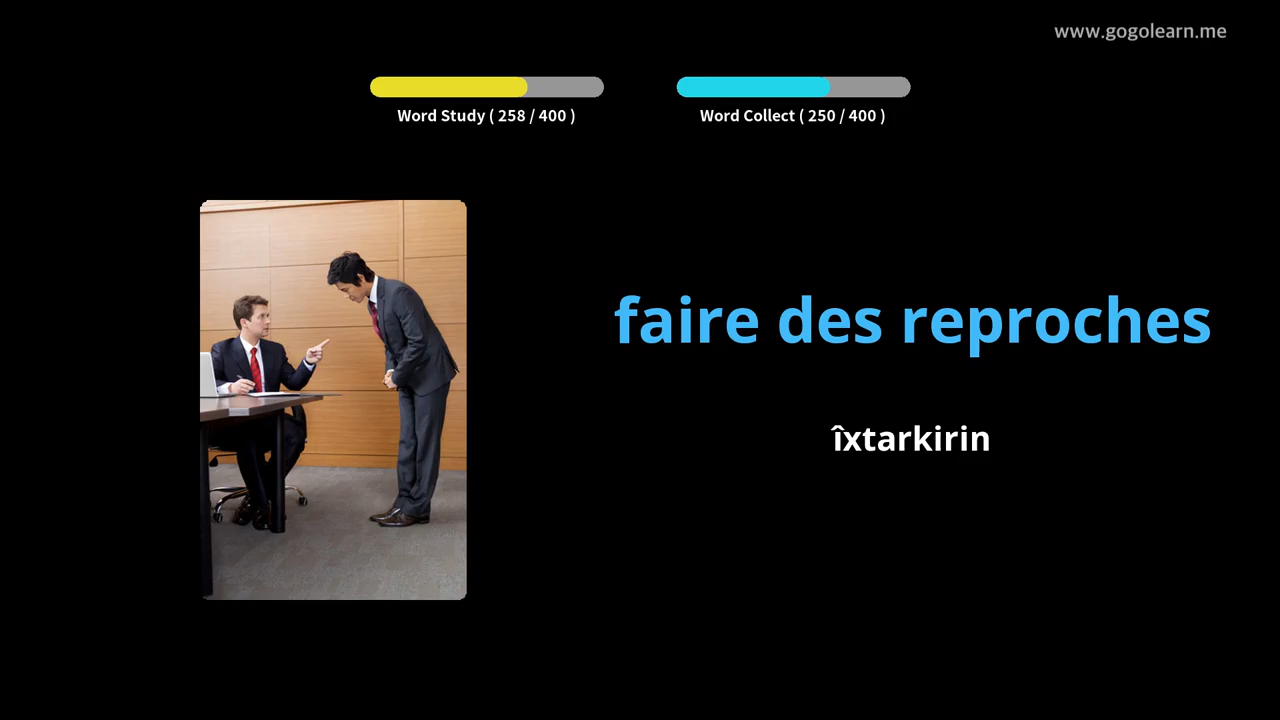 www.gogolearn.me
Word Study ( 258 / 400 )
Word Collect ( 250 / 400 )
faire des reproches
îxtarkirin